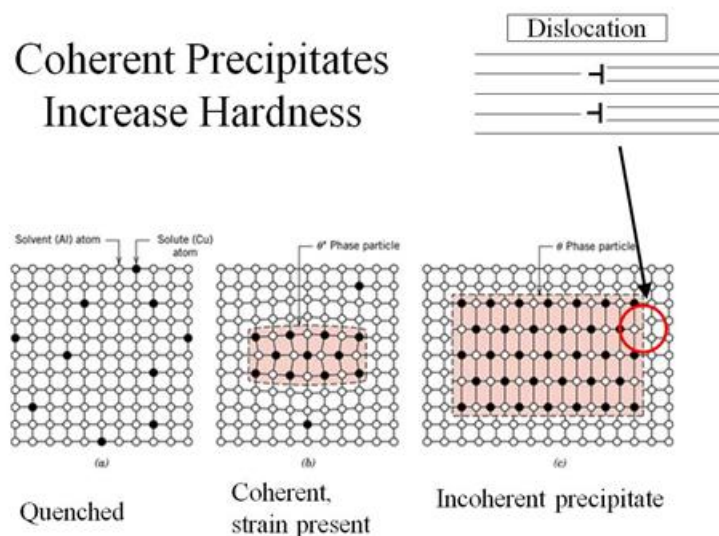 Coherent Precipitates
Increase Hardness
Dislocation
Solvent (Al) atom
Solute (Cu)
atom
θ″ Phase particle
θ Phase particle
(a)
(b)
(c)
Quenched
Coherent,
strain present
Incoherent precipitate